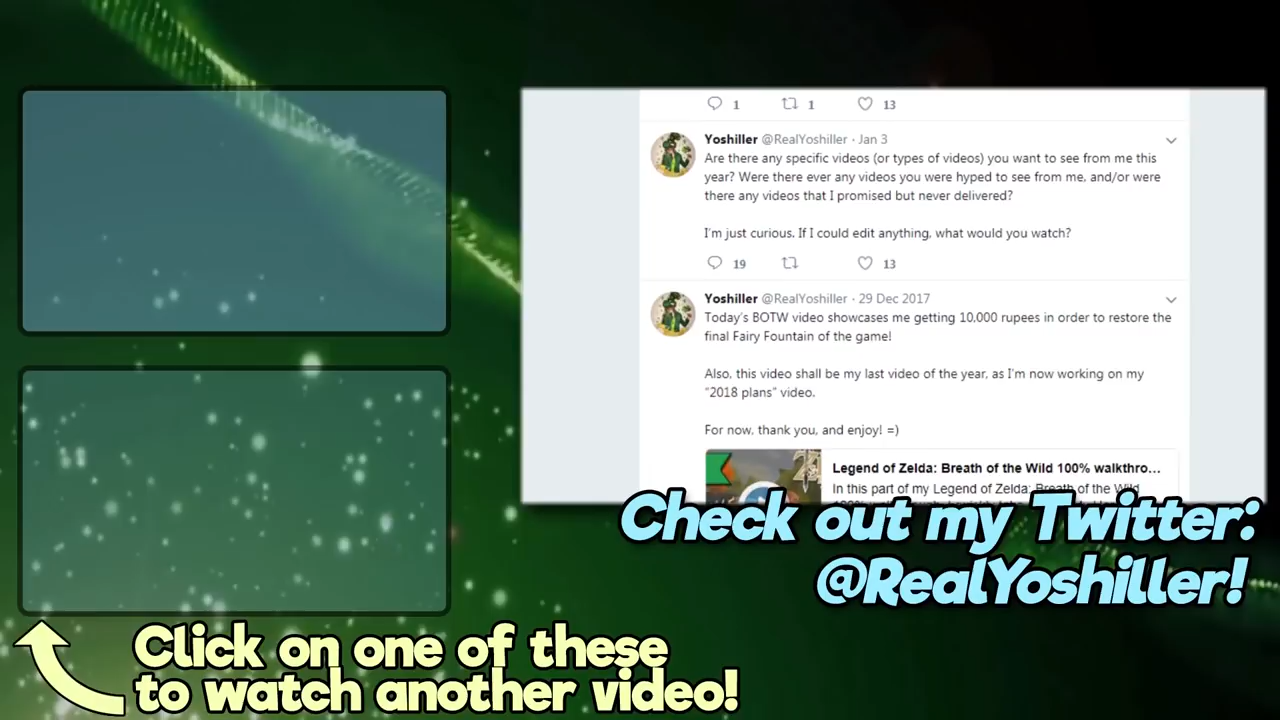 1 1 13
Yoshiller @RealYoshiller · Jan 3
Are there any specific videos (or types of videos) you want to see from me this
year? Were there ever any videos you were hyped to see from me, and/or were
there any videos that I promised but never delivered?
I'm just curious. If I could edit anything, what would you watch?
19 13
Yoshiller @RealYoshiller · 29 Dec 2017
Today's BOTW video showcases me getting 10,000 rupees in order to restore the
final Fairy Fountain of the game!
Also, this video shall be my last video of the year, as I'm now working on my
"2018 plans" video.
For now, thank you, and enjoy! =)
Legend of Zelda: Breath of the Wild 100% walkthro...
In this part of my Legend of Zelda: Breath of the Wild
Check out my Twitter:
@RealYoshiller!
Click on one of these
to watch another video!